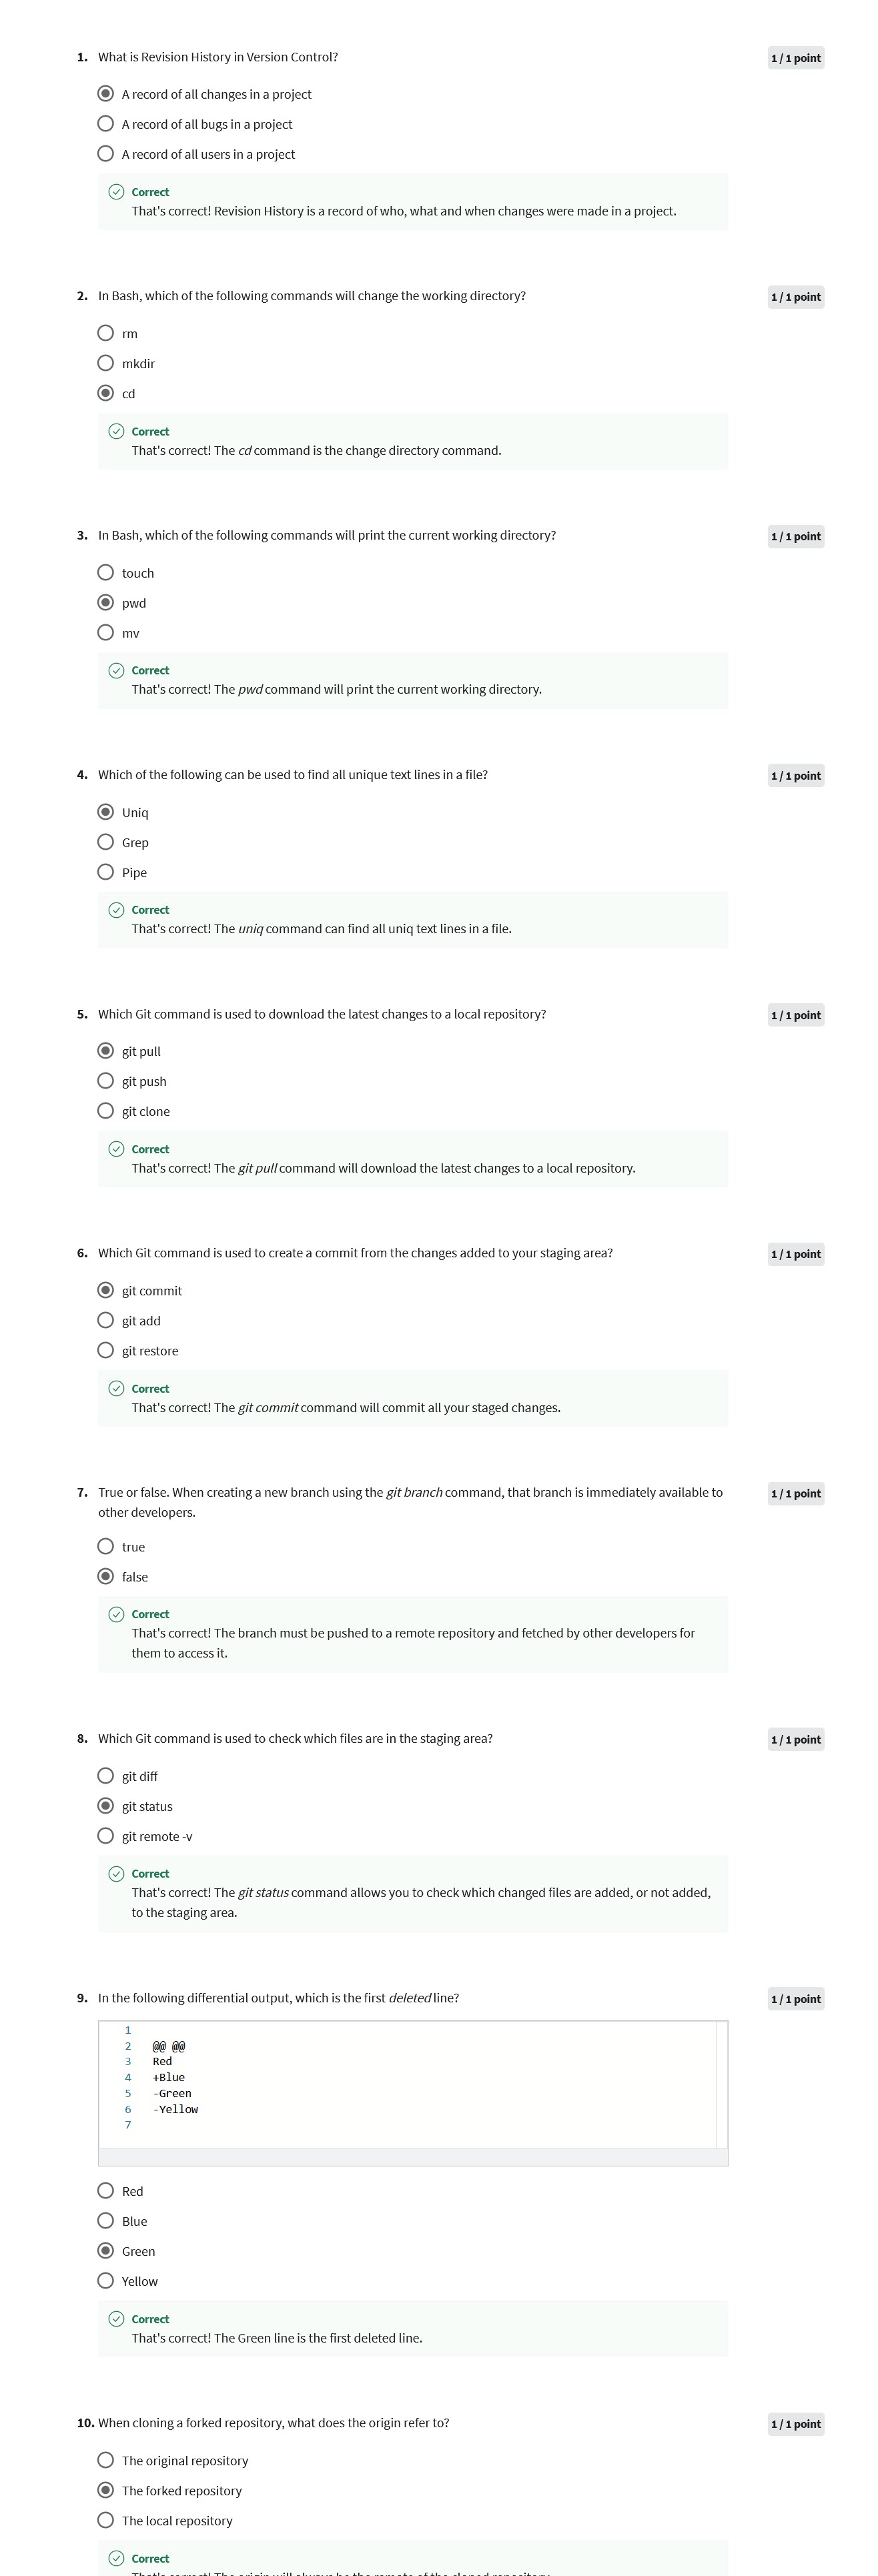 1. What is Revision History in Version Control?
1 / 1 point
A record of all changes in a project
A record of all bugs in a project
A record of all users in a project
Correct
That's correct! Revision History is a record of who, what and when changes were made in a project.
2. In Bash, which of the following commands will change the working directory?
1 / 1 point
rm
mkdir
cd
Correct
That's correct! The cd command is the change directory command.
3. In Bash, which of the following commands will print the current working directory?
1 / 1 point
touch
pwd
mv
Correct
That's correct! The pwd command will print the current working directory.
4. Which of the following can be used to find all unique text lines in a file?
1 / 1 point
Uniq
Grep
Pipe
Correct
That's correct! The uniq command can find all uniq text lines in a file.
5. Which Git command is used to download the latest changes to a local repository?
1 / 1 point
git pull
git push
git clone
Correct
That's correct! The git pull command will download the latest changes to a local repository.
6. Which Git command is used to create a commit from the changes added to your staging area?
1 / 1 point
git commit
git add
git restore
Correct
That's correct! The git commit command will commit all your staged changes.
7. True or false. When creating a new branch using the git branch command, that branch is immediately available to
other developers.
1 / 1 point
true
false
Correct
That's correct! The branch must be pushed to a remote repository and fetched by other developers for
them to access it.
8. Which Git command is used to check which files are in the staging area?
1 / 1 point
git diff
git status
git remote -v
Correct
That's correct! The git status command allows you to check which changed files are added, or not added,
to the staging area.
9. In the following differential output, which is the first deleted line?
1 / 1 point
1
2 @@ @@
3 Red
4 +Blue
5 -Green
6 -Yellow
7
Red
Blue
Green
Yellow
Correct
That's correct! The Green line is the first deleted line.
10. When cloning a forked repository, what does the origin refer to?
1 / 1 point
The original repository
The forked repository
The local repository
Correct